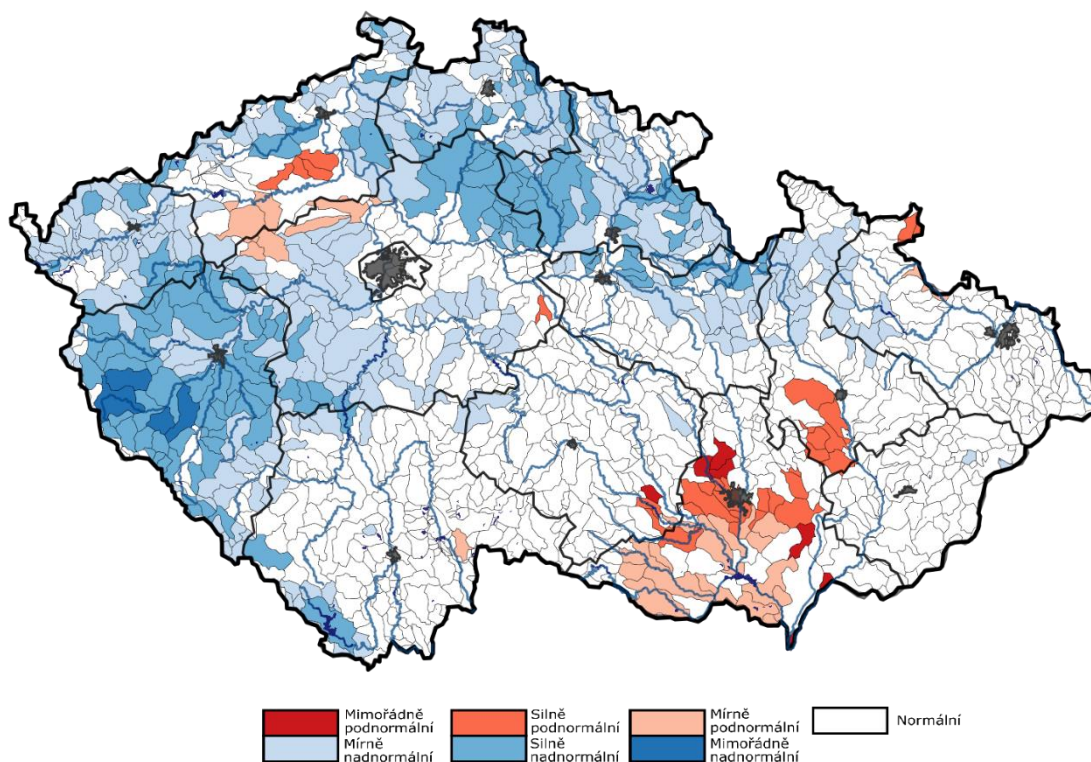 Mimořádně
podnormální
Silně
podnormální
Mírně
podnormální
Normální
Mírně
nadnormální
Silně
nadnormální
Mimořádně
nadnormální